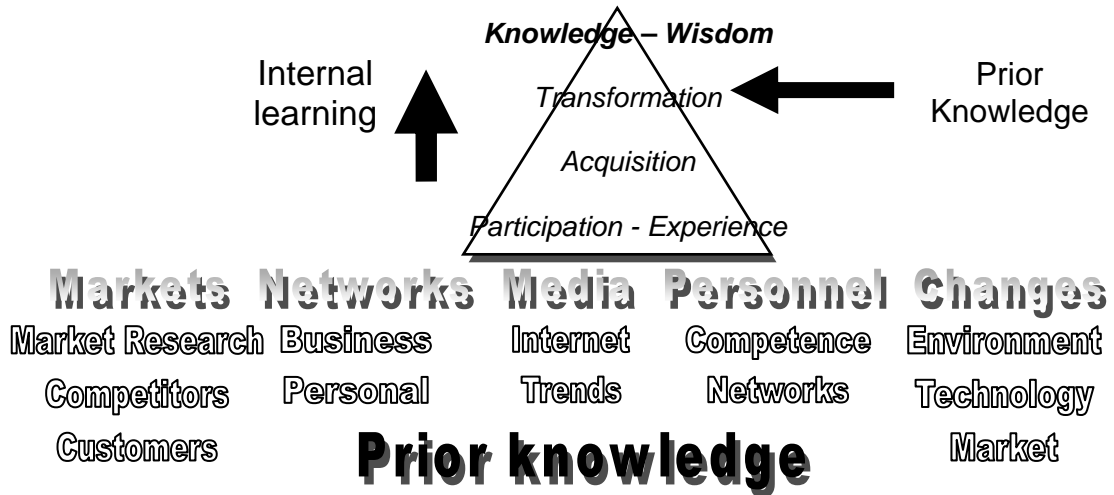 Knowledge – Wisdom
Internal
learning
Transformation
Prior
Knowledge
Acquisition
Participation - Experience
Markets Networks Media Personnel Changes
Market Research Business Internet Competence Environment
Competitors Personal Trends Networks Technology
Customers Market
Prior knowledge